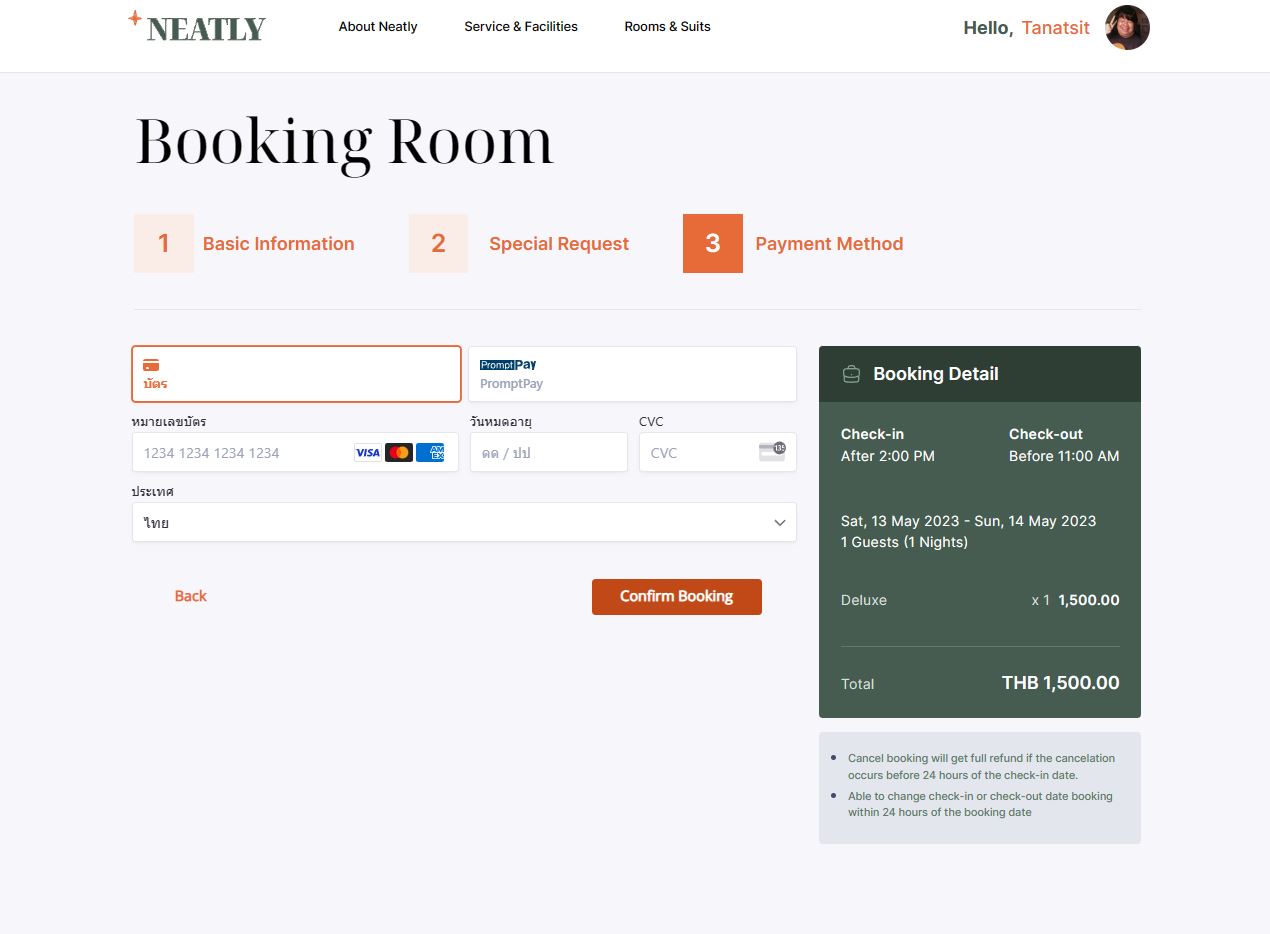 NEATLY
About Neatly
Service & Facilities
Rooms & Suits
Hello, Tanatsit
Booking Room
1 Basic Information
2 Special Request
3 Payment Method
บัตร
Prompt Pay
PromptPay
หมายเลขบัตร
วันหมดอายุ
CVC
1234 1234 1234 1234
VISA
AM EX
ดด / ปป
CVC
135
ประเทศ
ไทย
Back
Confirm Booking
Booking Detail
Check-in
Check-out
After 2:00 PM
Before 11:00 AM
Sat, 13 May 2023 - Sun, 14 May 2023
1 Guests (1 Nights)
Deluxe
x 1 1,500.00
Total
THB 1,500.00
Cancel booking will get full refund if the cancelation
occurs before 24 hours of the check-in date.
Able to change check-in or check-out date booking
within 24 hours of the booking date